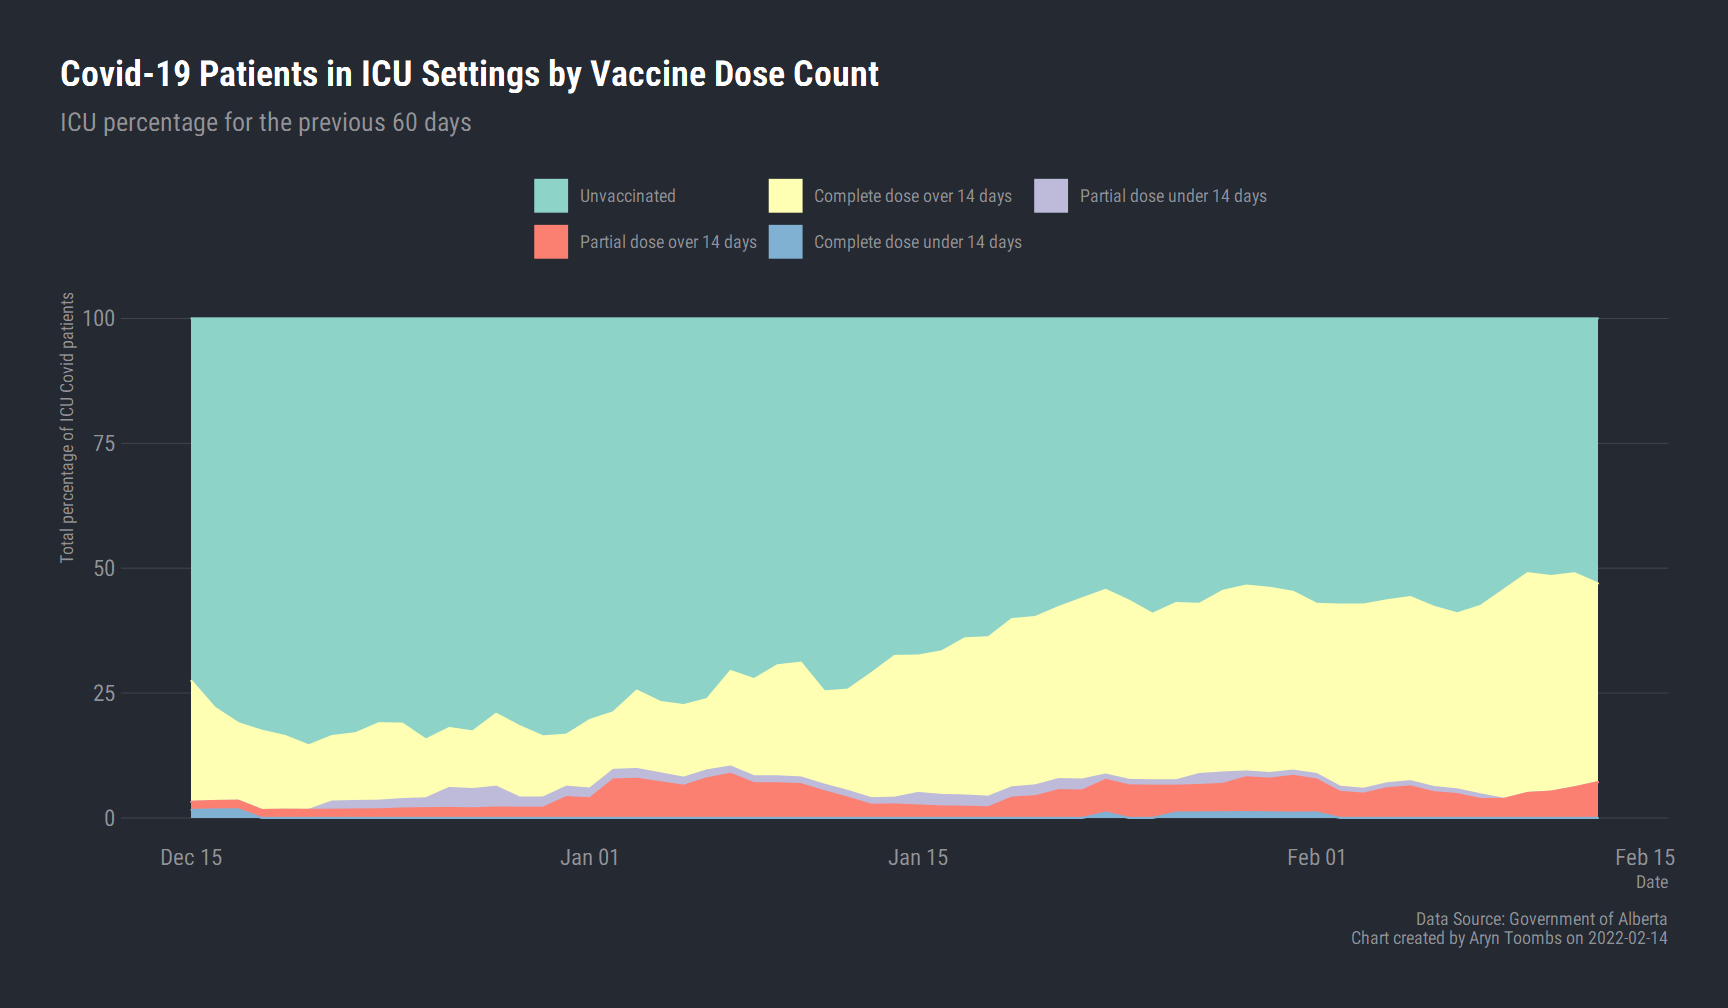 Covid-19 Patients in ICU Settings by Vaccine Dose Count
ICU percentage for the previous 60 days
Unvaccinated
Complete dose over 14 days
Partial dose under 14 days
Partial dose over 14 days
Complete dose under 14 days
Total percentage of ICU Covid patients
100
75
50
25
0
Dec 15
Jan 01
Jan 15
Feb 01
Feb 15
Date
Data Source: Government of Alberta
Chart created by Aryn Toombs on 2022-02-14